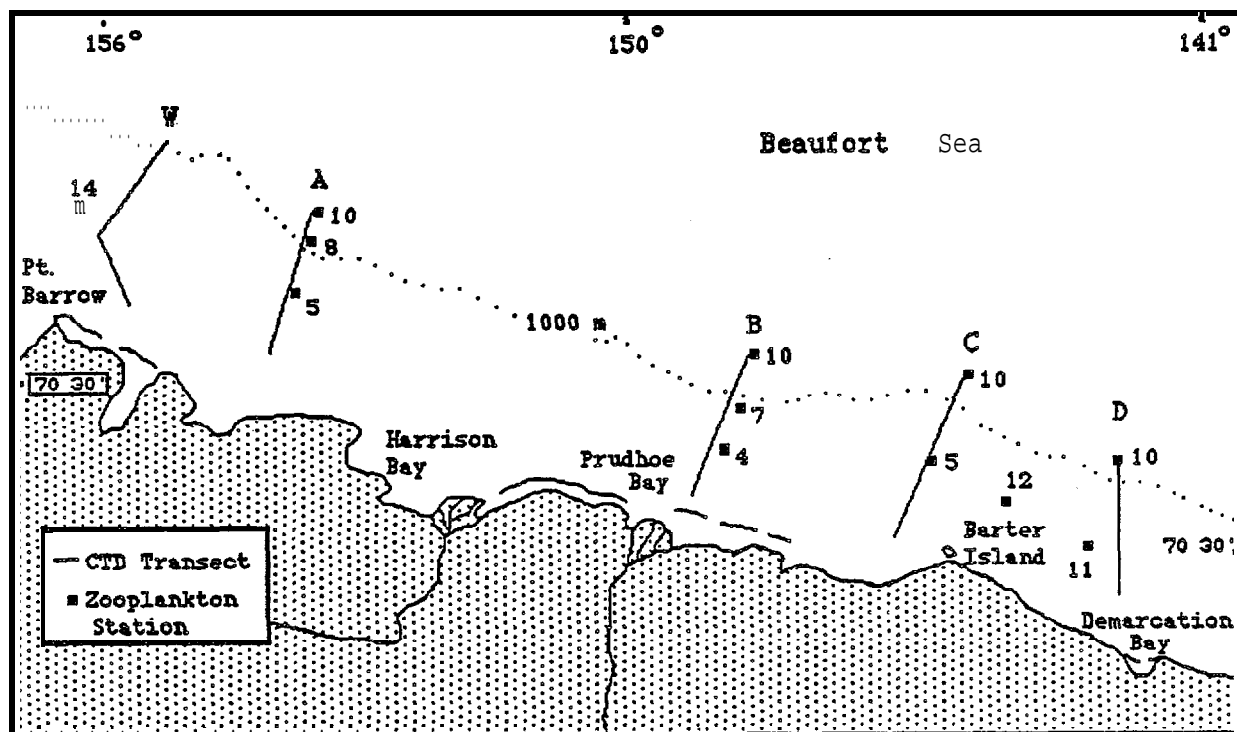 156°
150°
141°
W
Beaufort Sea
14
m
A
10
8
5
Pt.
Barrow
1000 m
B
10
7
4
C
10
5
D
10
70 30'
Harrison
Bay
Prudhoe
Bay
12
Barter
Island
11
70 30'
CTD Transect
Zooplankton
Station
Demarcation
Bay